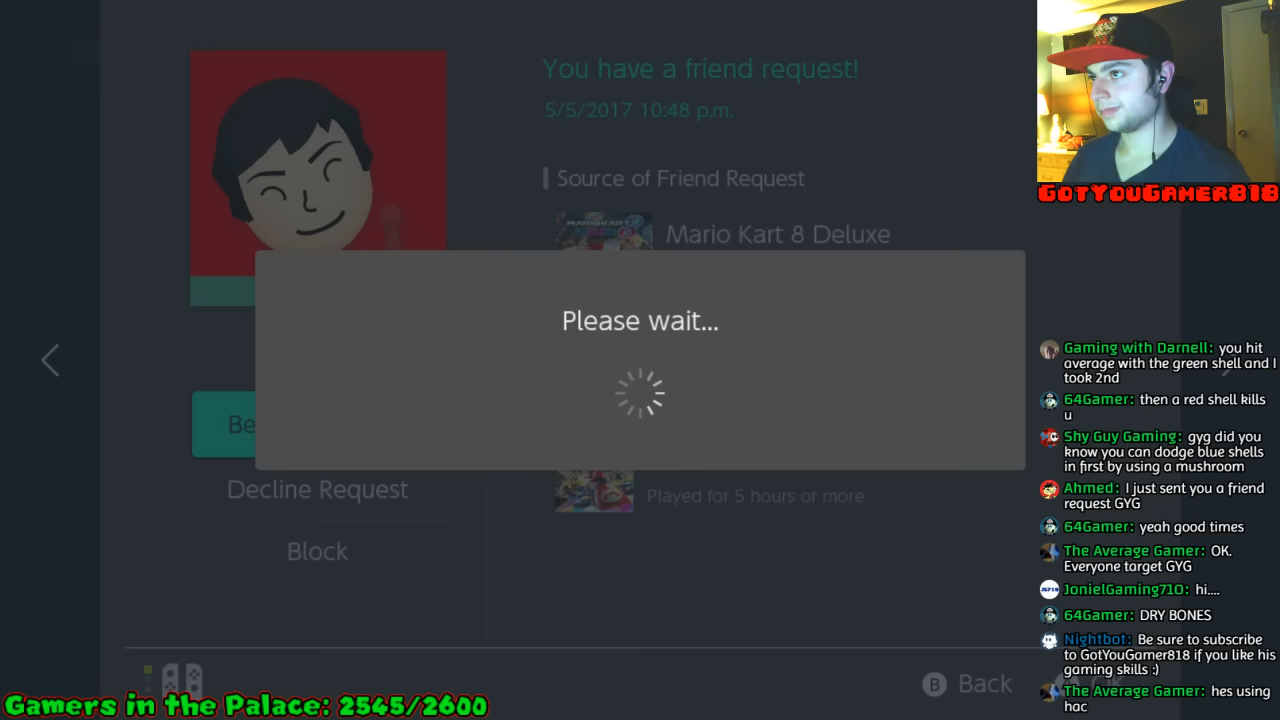 You have a friend request!
5/5/2017 10:48 p.m.
Source of Friend Request
Mario Kart 8 Deluxe
Please wait...
Be
Decline Request
Played for 5 hours or more
Block
B Back
Gamers in the Palace: 2545/2600
GotYouGamer818
Gaming with Darnell: you hit
average with the green shell and I
took 2nd
64Gamer: then a red shell kills
u
Shy Guy Gaming: gyg did you
know you can dodge blue shells
in first by using a mushroom
Ahmed: I just sent you a friend
request GYG
64Gamer: yeah good times
The Average Gamer: OK.
Everyone target GYG
JonielGaming710: hi....
64Gamer: DRY BONES
Nightbot: Be sure to subscribe
to GotYouGamer818 if you like his
gaming skills :)
The Average Gamer: hes using
hac